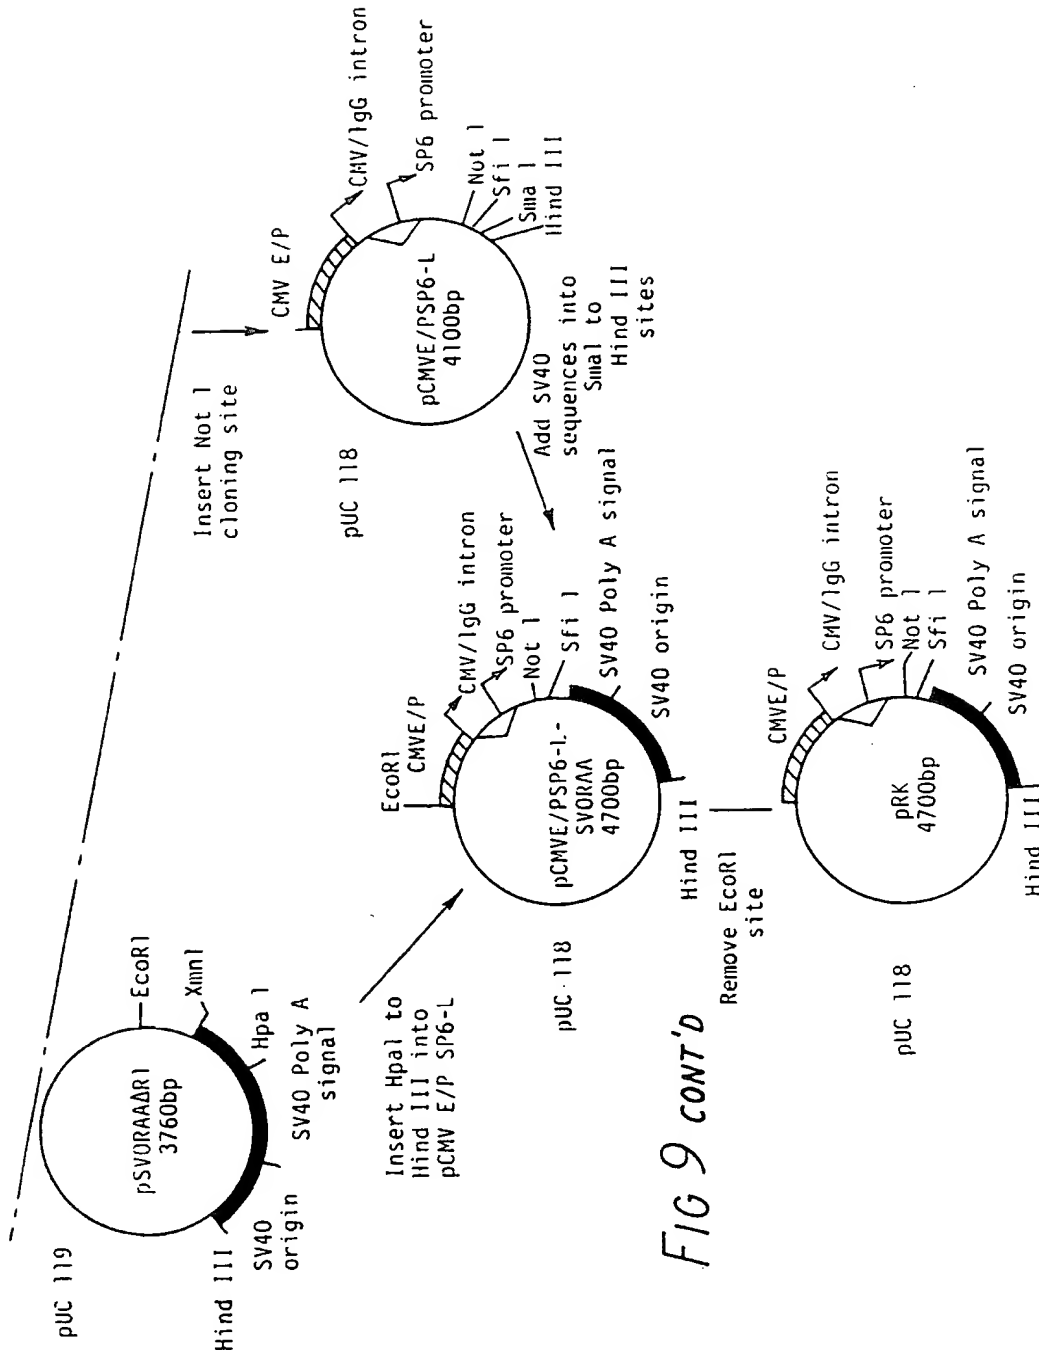 pUC 119
pSVORAAΔR1
3760bp
EcoR1
Xmn1
Hpa 1
SV40 Poly A
signal
SV40
origin
Hind III
Insert Not 1
cloning site
pUC 118
CMV E/P
CMV/1gG intron
SP6 promoter
Not 1
Sfi 1
Sma 1
Hind III
pCMVE/PSP6-L
4100bp
Insert Hpal to
Hind III into
pCMV E/P SP6-L
Add SV40
sequences into
Smal to
Hind III
sites
pUC 118
EcoR1
CMVE/P
CMV/1gG intron
SP6 promoter
Not 1
Sfi 1
SV40 Poly A signal
SV40 origin
Hind III
pCMVE/PSP6-L-
SVORAA
4700bp
Remove EcoR1
site
pUC 118
CMVE/P
CMV/1gG intron
SP6 promoter
Not 1
Sfi 1
SV40 Poly A signal
SV40 origin
Hind III
pRK
4700bp
FIG 9 CONT'D